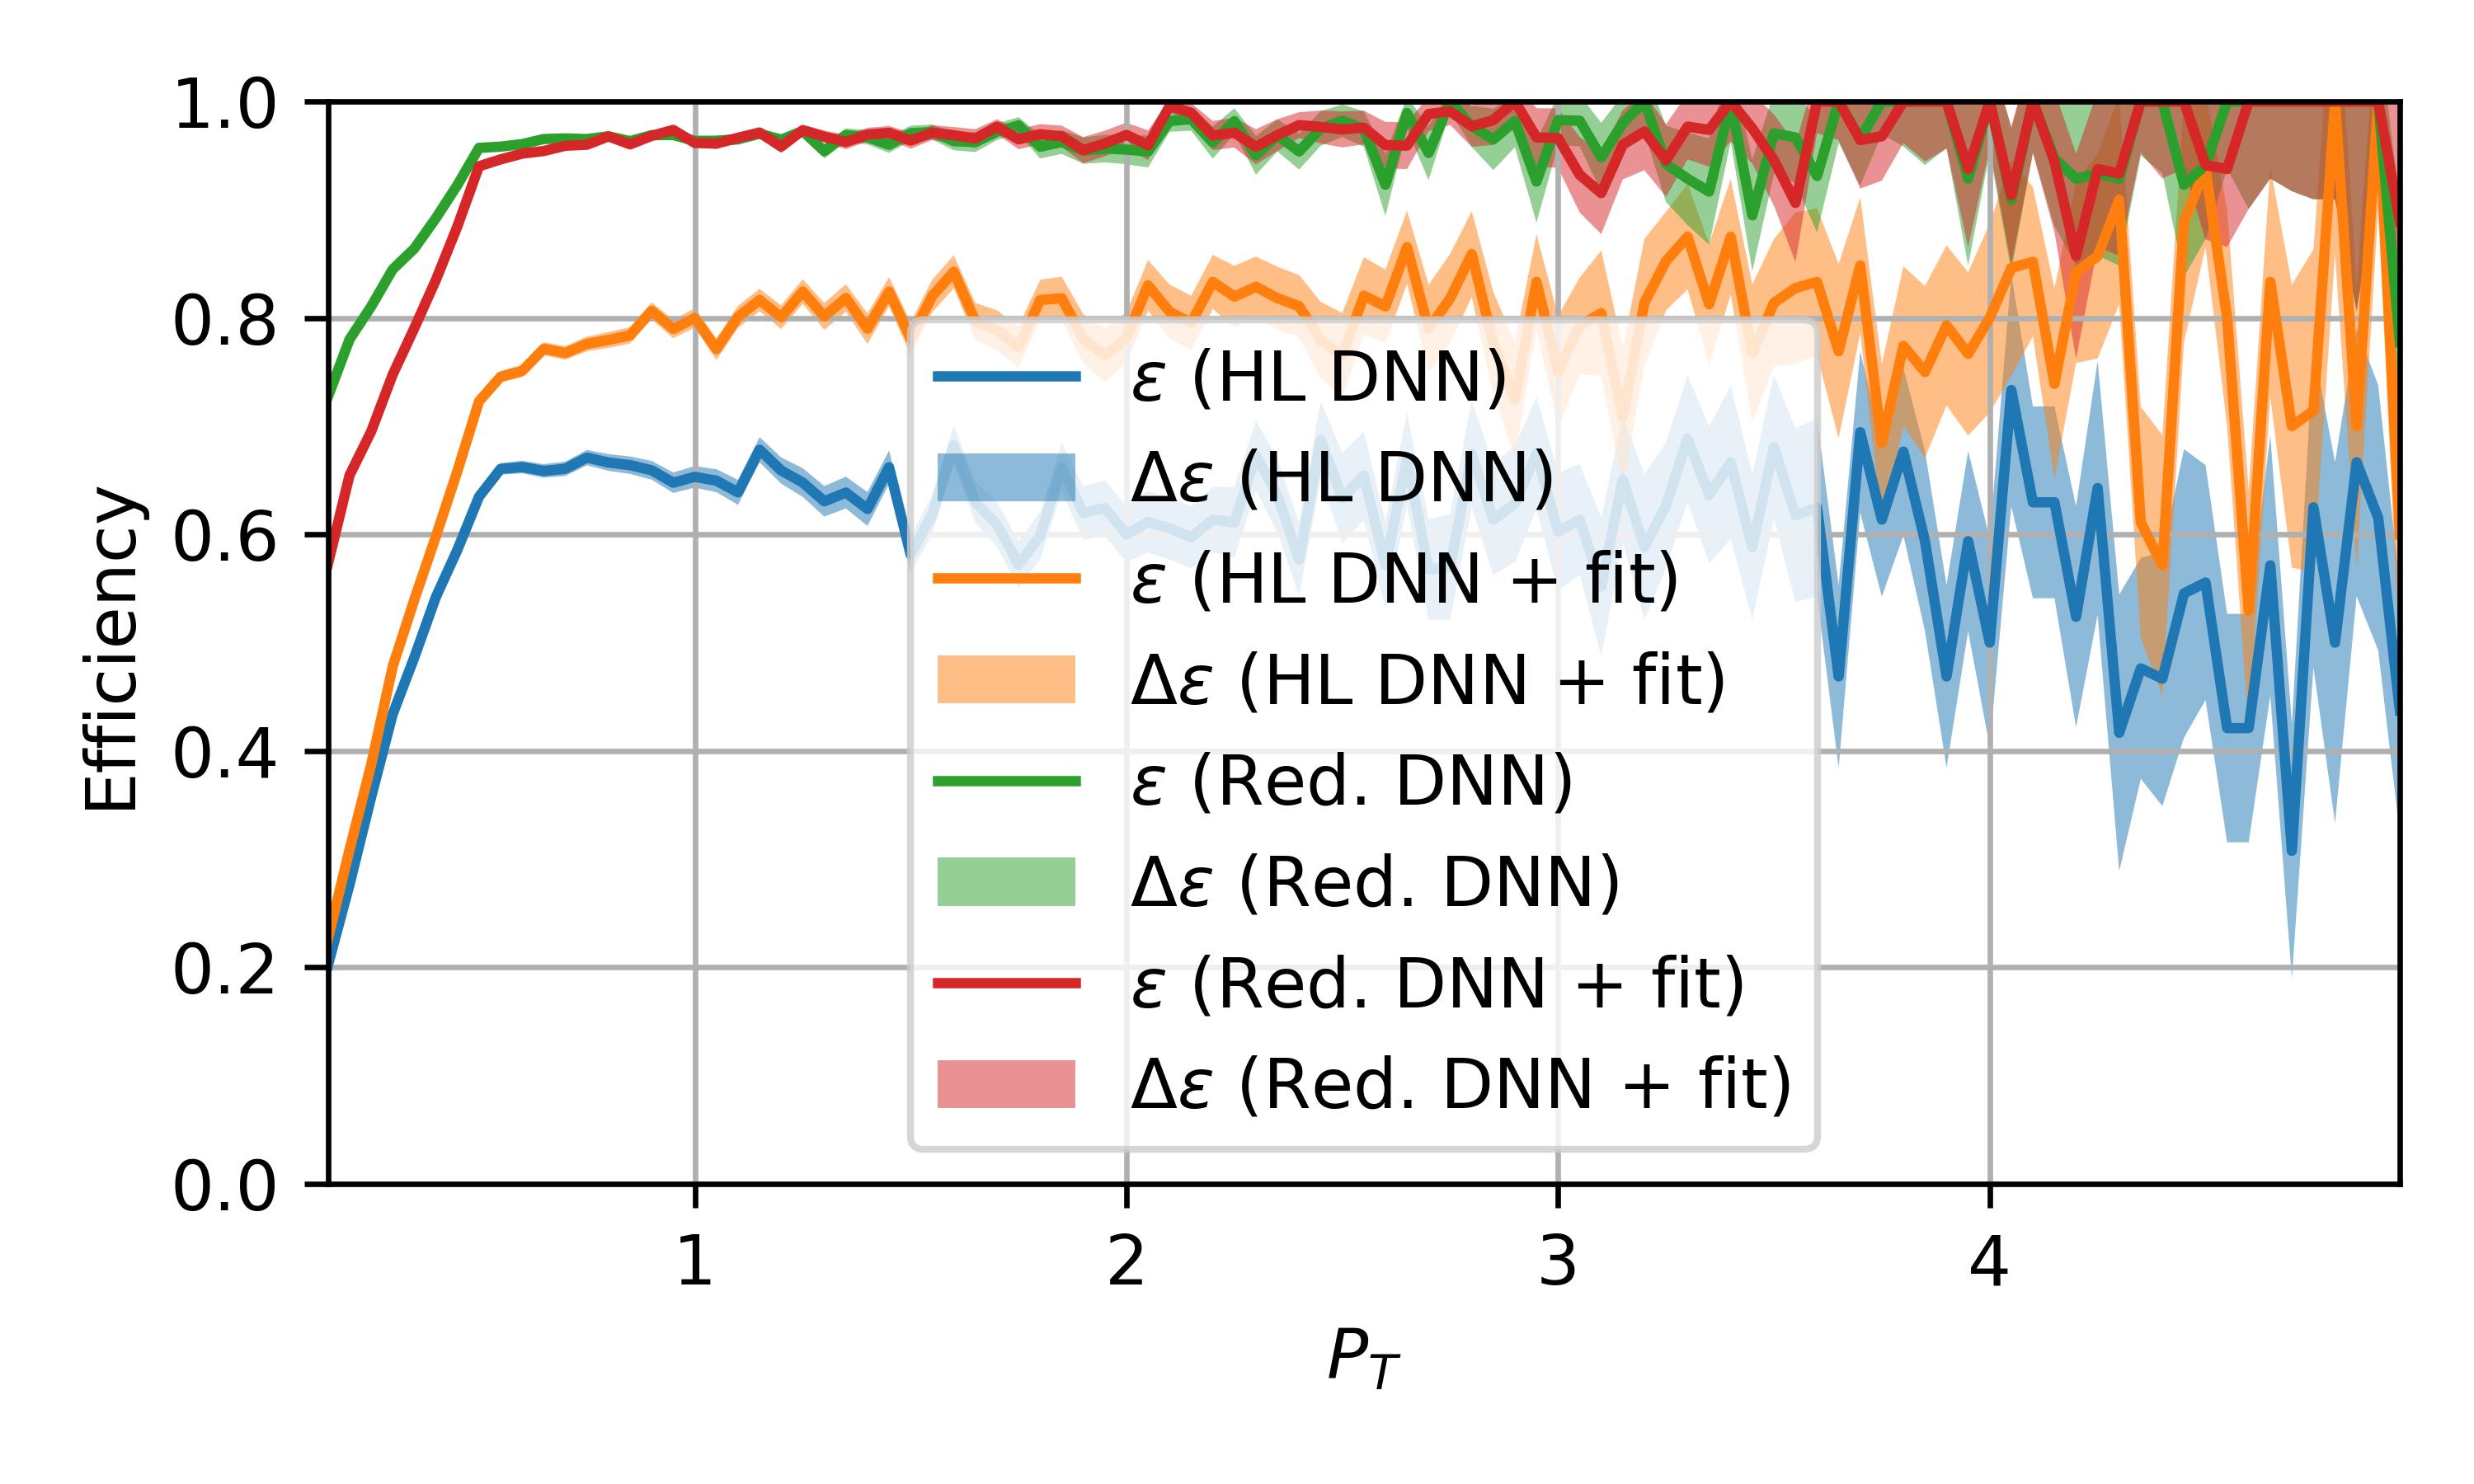 1.0
0.8
0.6
0.4
0.2
0.0
Efficiency
ε (HL DNN)
Δε (HL DNN)
ε (HL DNN + fit)
Δε (HL DNN + fit)
ε (Red. DNN)
Δε (Red. DNN)
ε (Red. DNN + fit)
Δε (Red. DNN + fit)
1 2 3 4
P_T